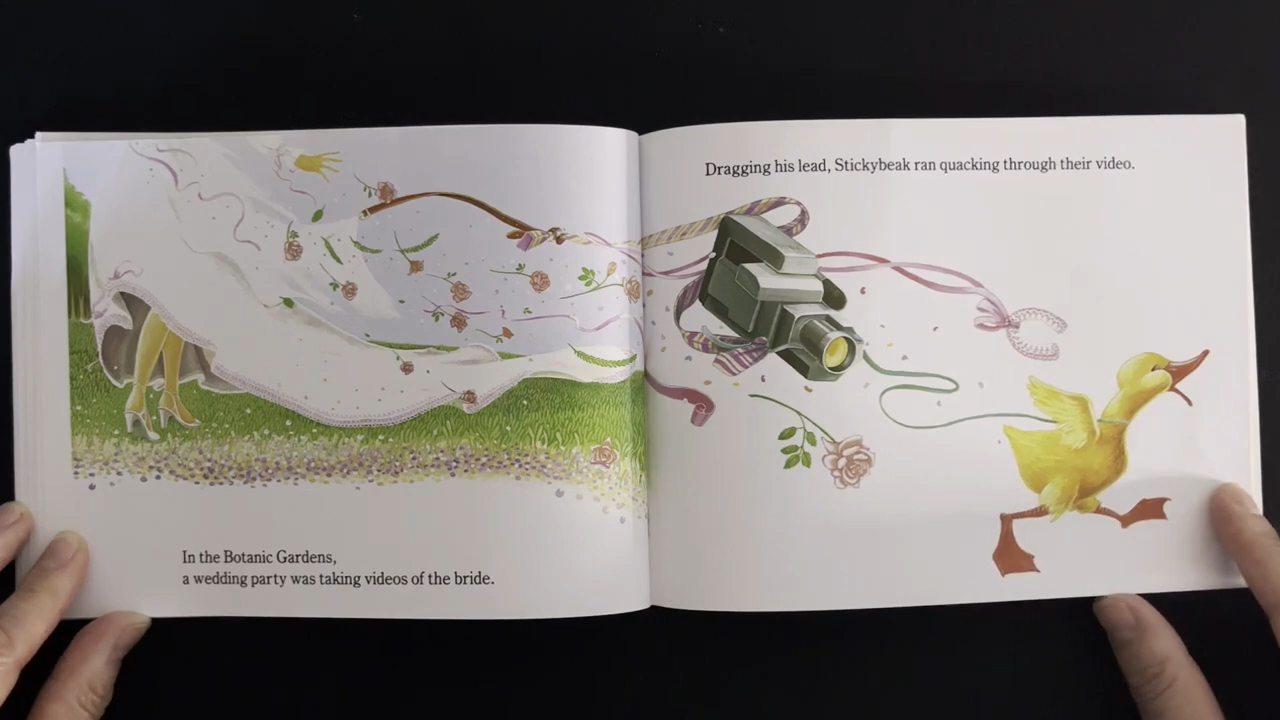 In the Botanic Gardens,
a wedding party was taking videos of the bride.
Dragging his lead, Stickybeak ran quacking through their video.